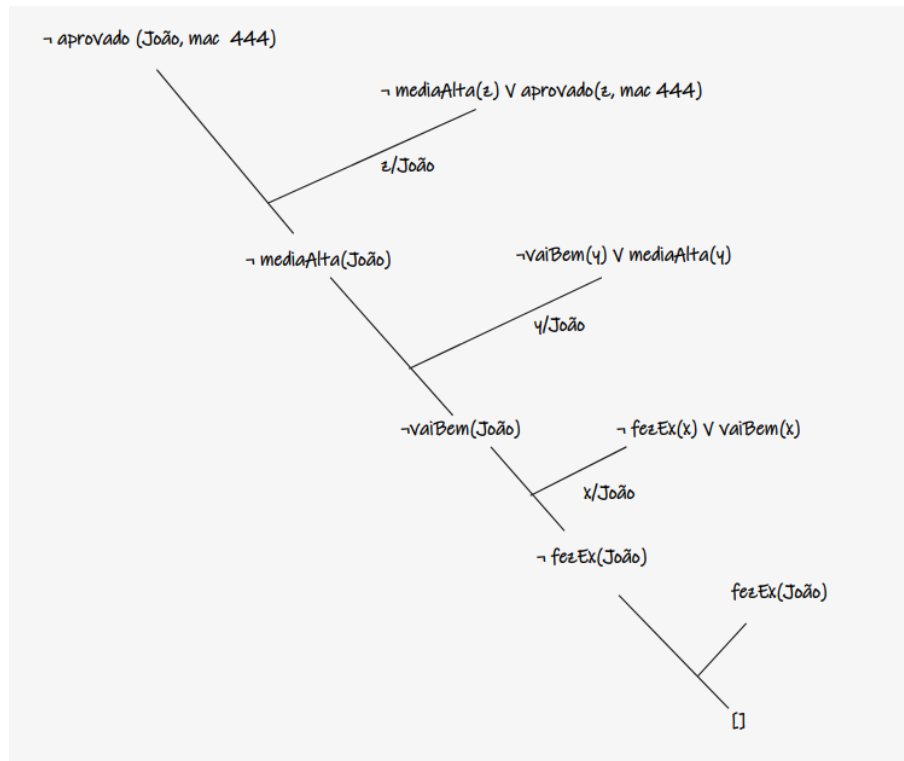 ¬ aprovado (João, mac 444)
¬ mediaAlta(z) V aprovado(z, mac 444)
z/João
¬ mediaAlta(João)
¬vaiBem(y) V mediaAlta(y)
y/João
¬vaiBem(João)
¬ fezEx(x) V vaiBem(x)
x/João
¬ fezEx(João)
fezEx(João)
[]